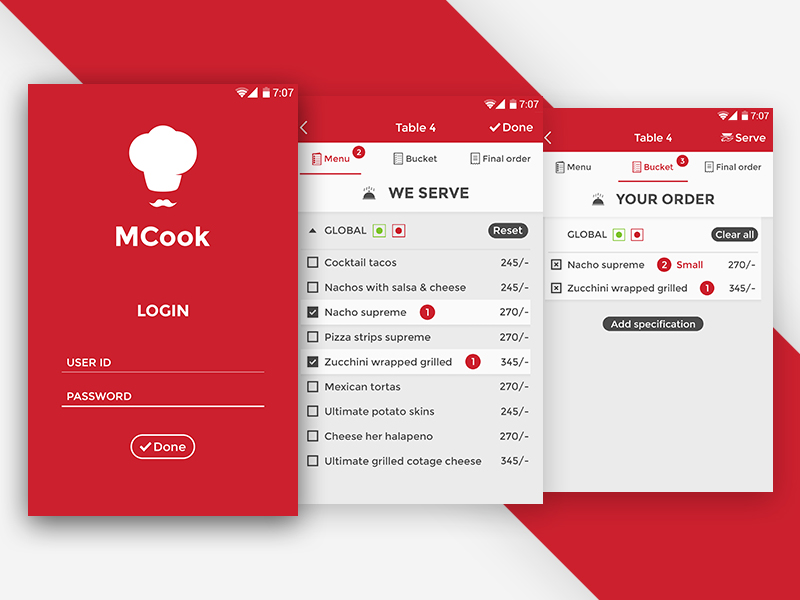 7:07
MCook
LOGIN
USER ID
PASSWORD
Done
7:07
Table 4
Done
Menu 2
Bucket
Final order
WE SERVE
GLOBAL
Reset
Cocktail tacos 245/-
Nachos with salsa & cheese 245/-
Nacho supreme 1 270/-
Pizza strips supreme 270/-
Zucchini wrapped grilled 1 345/-
Mexican tortas 270/-
Ultimate potato skins 245/-
Cheese her halapeno 270/-
Ultimate grilled cotage cheese 345/-
7:07
Table 4
Serve
Menu
Bucket 3
Final order
YOUR ORDER
GLOBAL
Clear all
Nacho supreme 2 Small 270/-
Zucchini wrapped grilled 1 345/-
Add specification